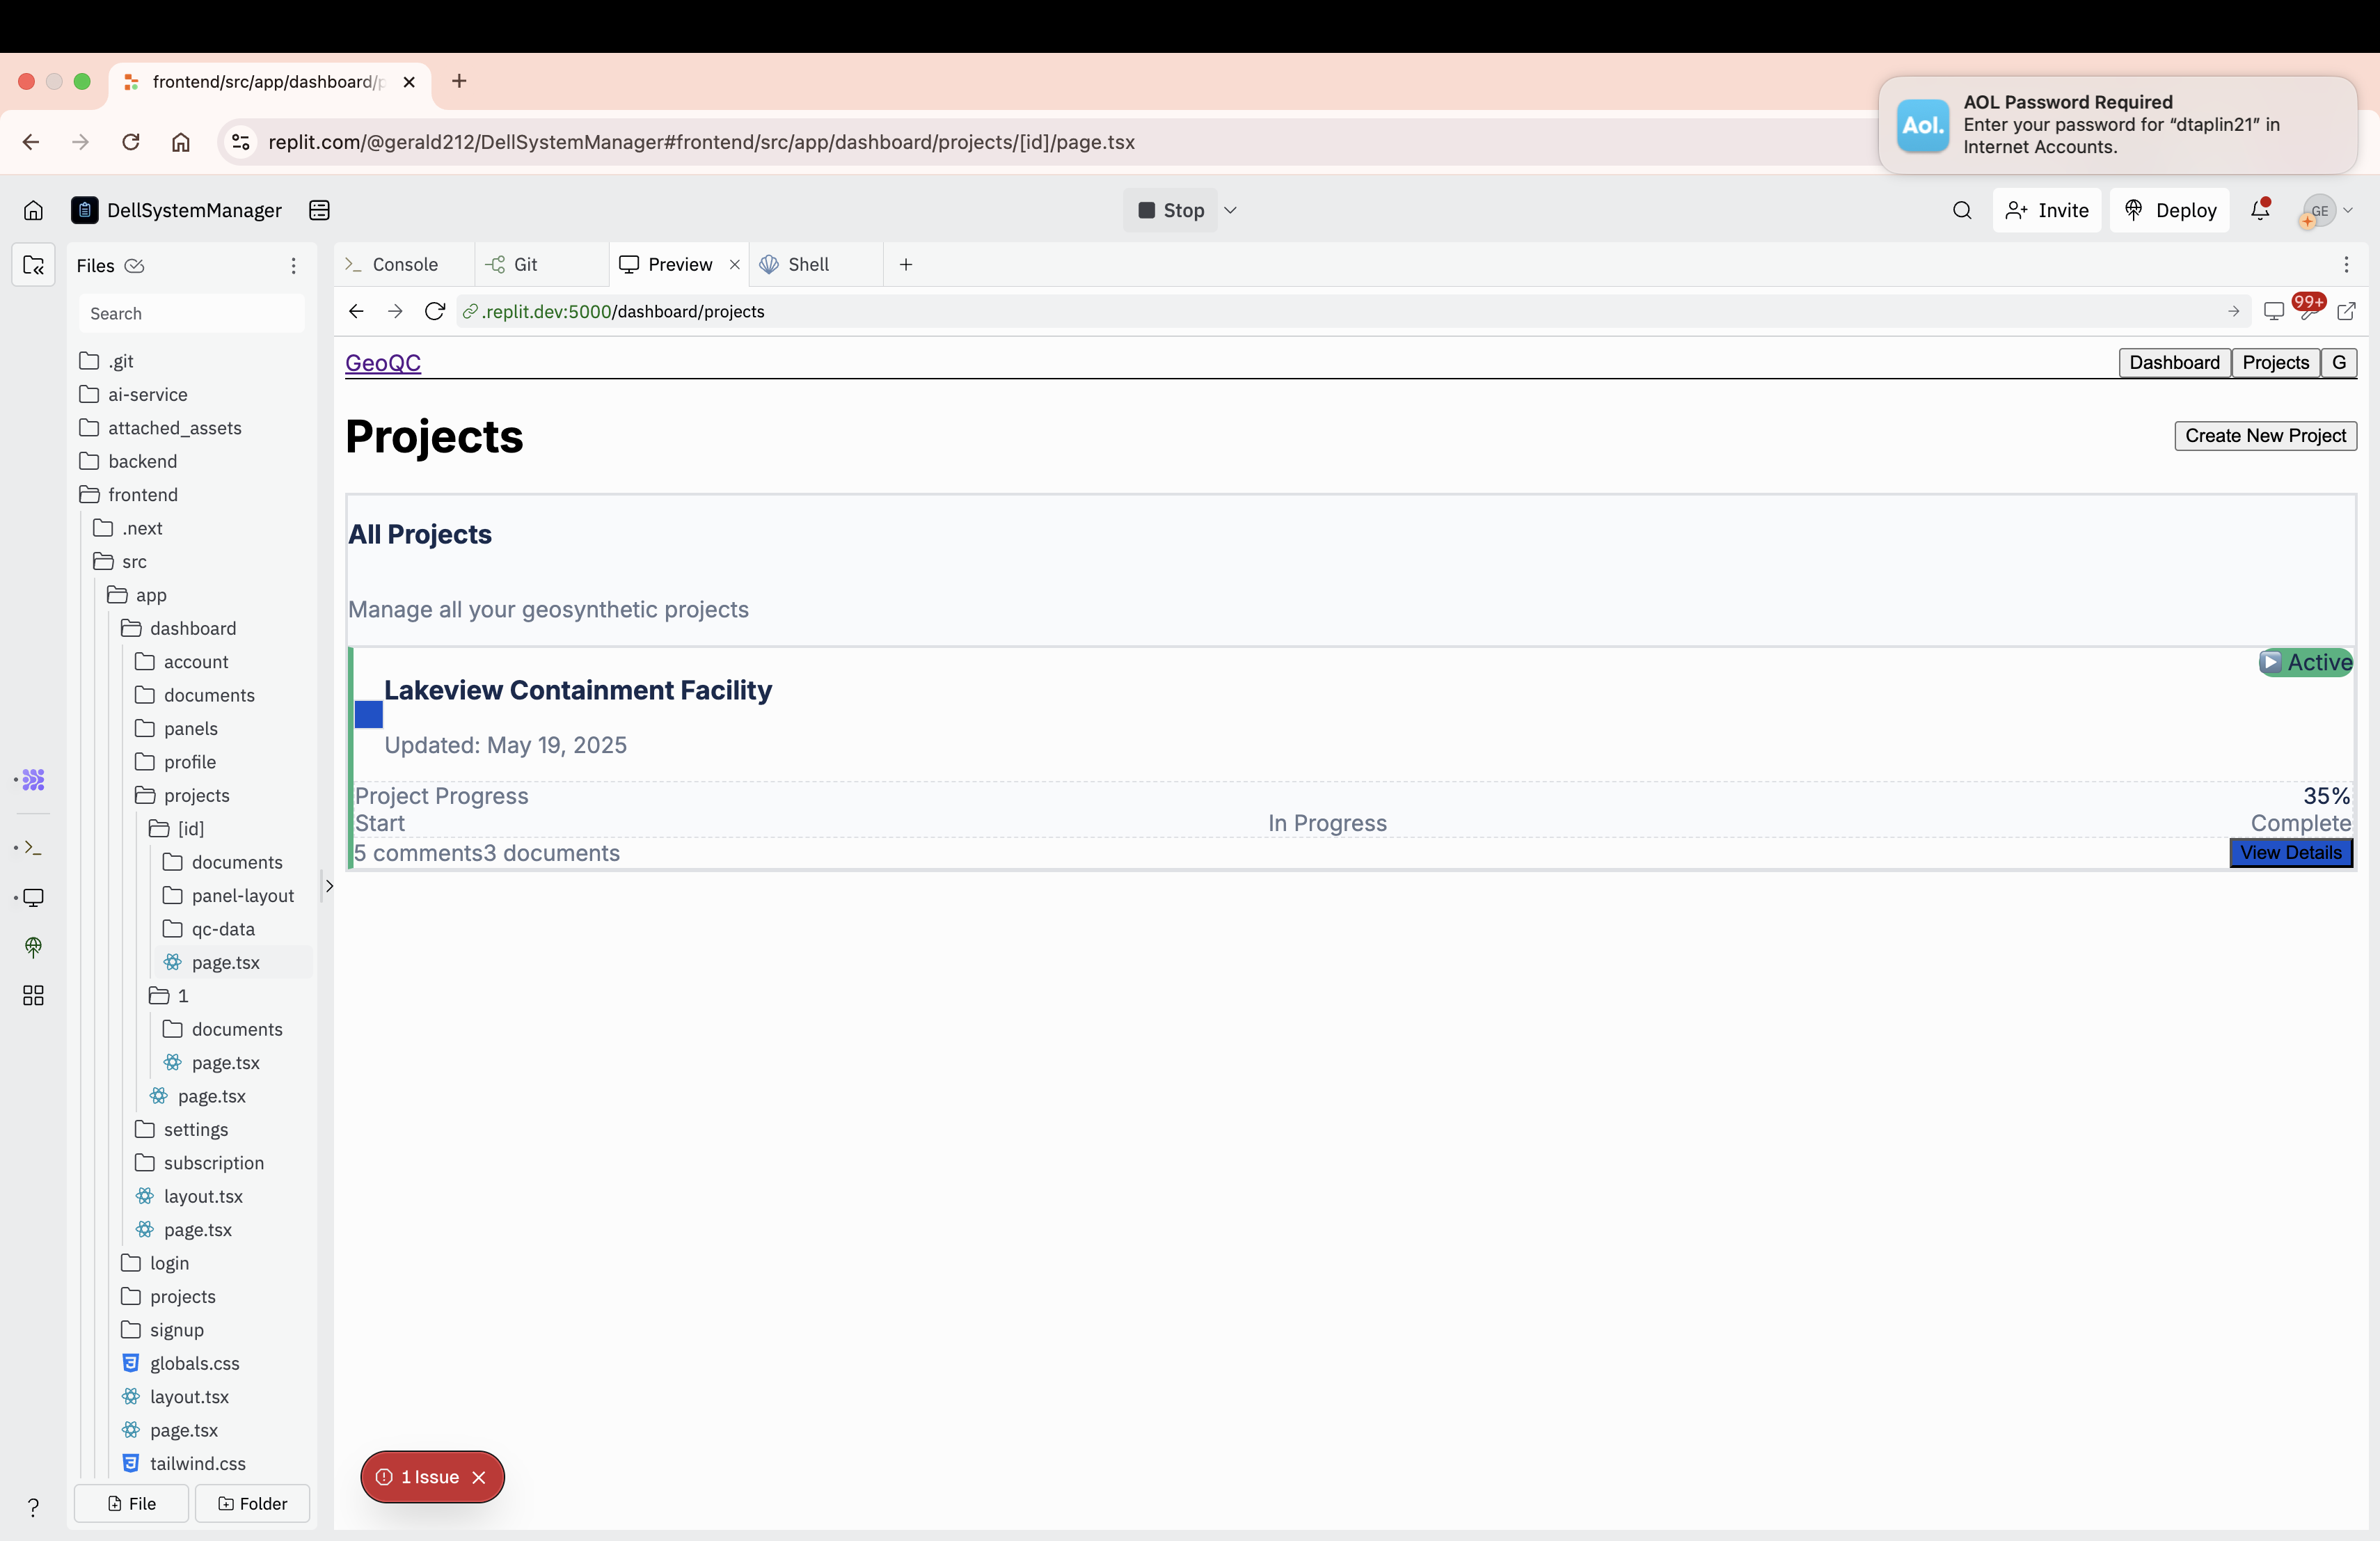 frontend/src/app/dashboard/p
AOL Password Required
Enter your password for “dtaplin21” in
Internet Accounts.
Aol.
replit.com/@gerald212/DellSystemManager#frontend/src/app/dashboard/projects/[id]/page.tsx
DellSystemManager
Stop
Invite
Deploy
GE
Files
Search
.git
ai-service
attached_assets
backend
frontend
.next
src
app
dashboard
account
documents
panels
profile
projects
[id]
documents
panel-layout
qc-data
page.tsx
1
documents
page.tsx
page.tsx
settings
subscription
layout.tsx
page.tsx
login
projects
signup
globals.css
layout.tsx
page.tsx
tailwind.css
File
Folder
?
Console
Git
Preview
Shell
.replit.dev:5000/dashboard/projects
99+
GeoQC
Dashboard
Projects
G
Projects
Create New Project
All Projects
Manage all your geosynthetic projects
Lakeview Containment Facility
Active
Updated: May 19, 2025
Project Progress
35%
Start
In Progress
Complete
5 comments3 documents
View Details
1 Issue